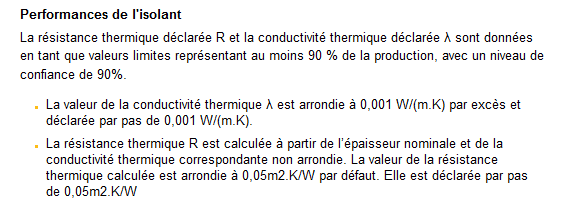 Performances de l'isolant
La résistance thermique déclarée R et la conductivité thermique déclarée λ sont données
en tant que valeurs limites représentant au moins 90 % de la production, avec un niveau de
confiance de 90%.
La valeur de la conductivité thermique λ est arrondie à 0,001 W/(m.K) par excès et
déclarée par pas de 0,001 W/(m.K).
La résistance thermique R est calculée à partir de l'épaisseur nominale et de la
conductivité thermique correspondante non arrondie. La valeur de la résistance
thermique calculée est arrondie à 0,05m2.K/W par défaut. Elle est déclarée par pas
de 0,05m2.K/W